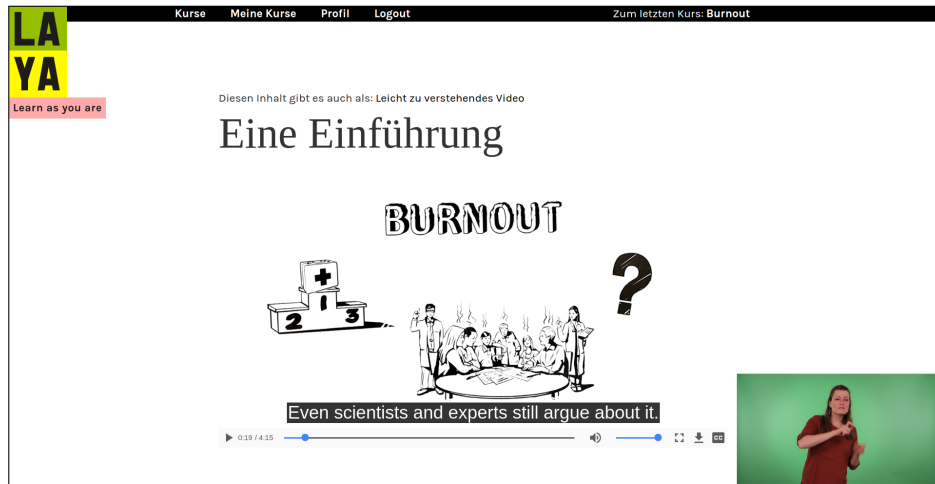 LA
YA
Learn as you are
Kurse Meine Kurse Profil Logout
Zum letzten Kurs: Burnout
Diesen Inhalt gibt es auch als: Leicht zu verstehendes Video
Eine Einführung
BURNOUT
?
1
2 3
Even scientists and experts still argue about it.
0:19 / 4:15
CC